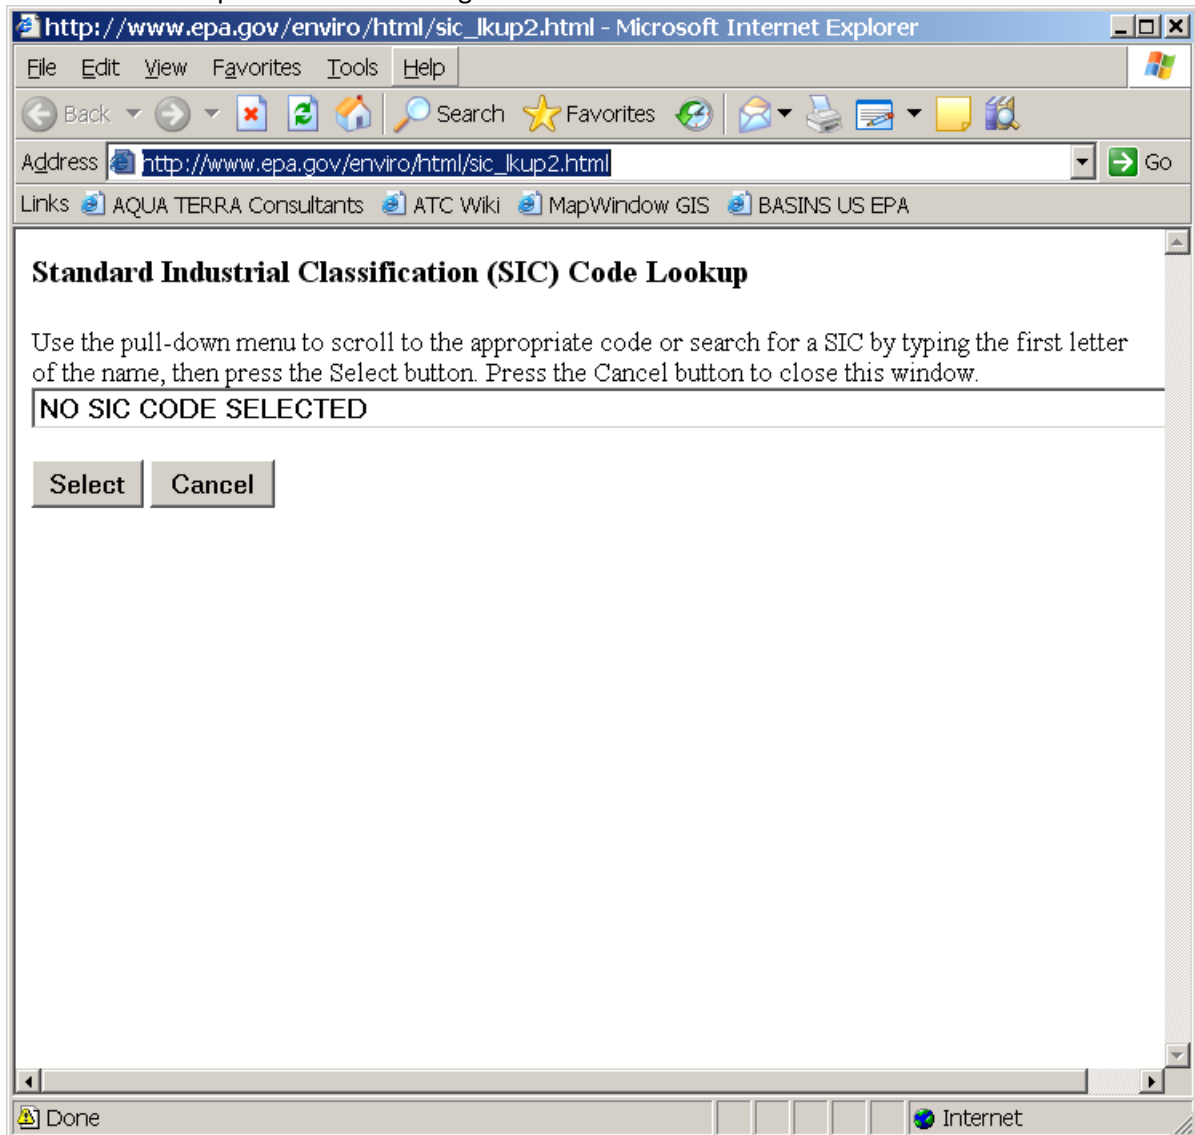 http://www.epa.gov/enviro/html/sic_lkup2.html - Microsoft Internet Explorer
File Edit View Favorites Tools Help
Back Search Favorites
Address http://www.epa.gov/enviro/html/sic_lkup2.html Go
Links AQUA TERRA Consultants ATC Wiki MapWindow GIS BASINS US EPA
Standard Industrial Classification (SIC) Code Lookup
Use the pull-down menu to scroll to the appropriate code or search for a SIC by typing the first letter
of the name, then press the Select button. Press the Cancel button to close this window.
NO SIC CODE SELECTED
Select Cancel
Done Internet